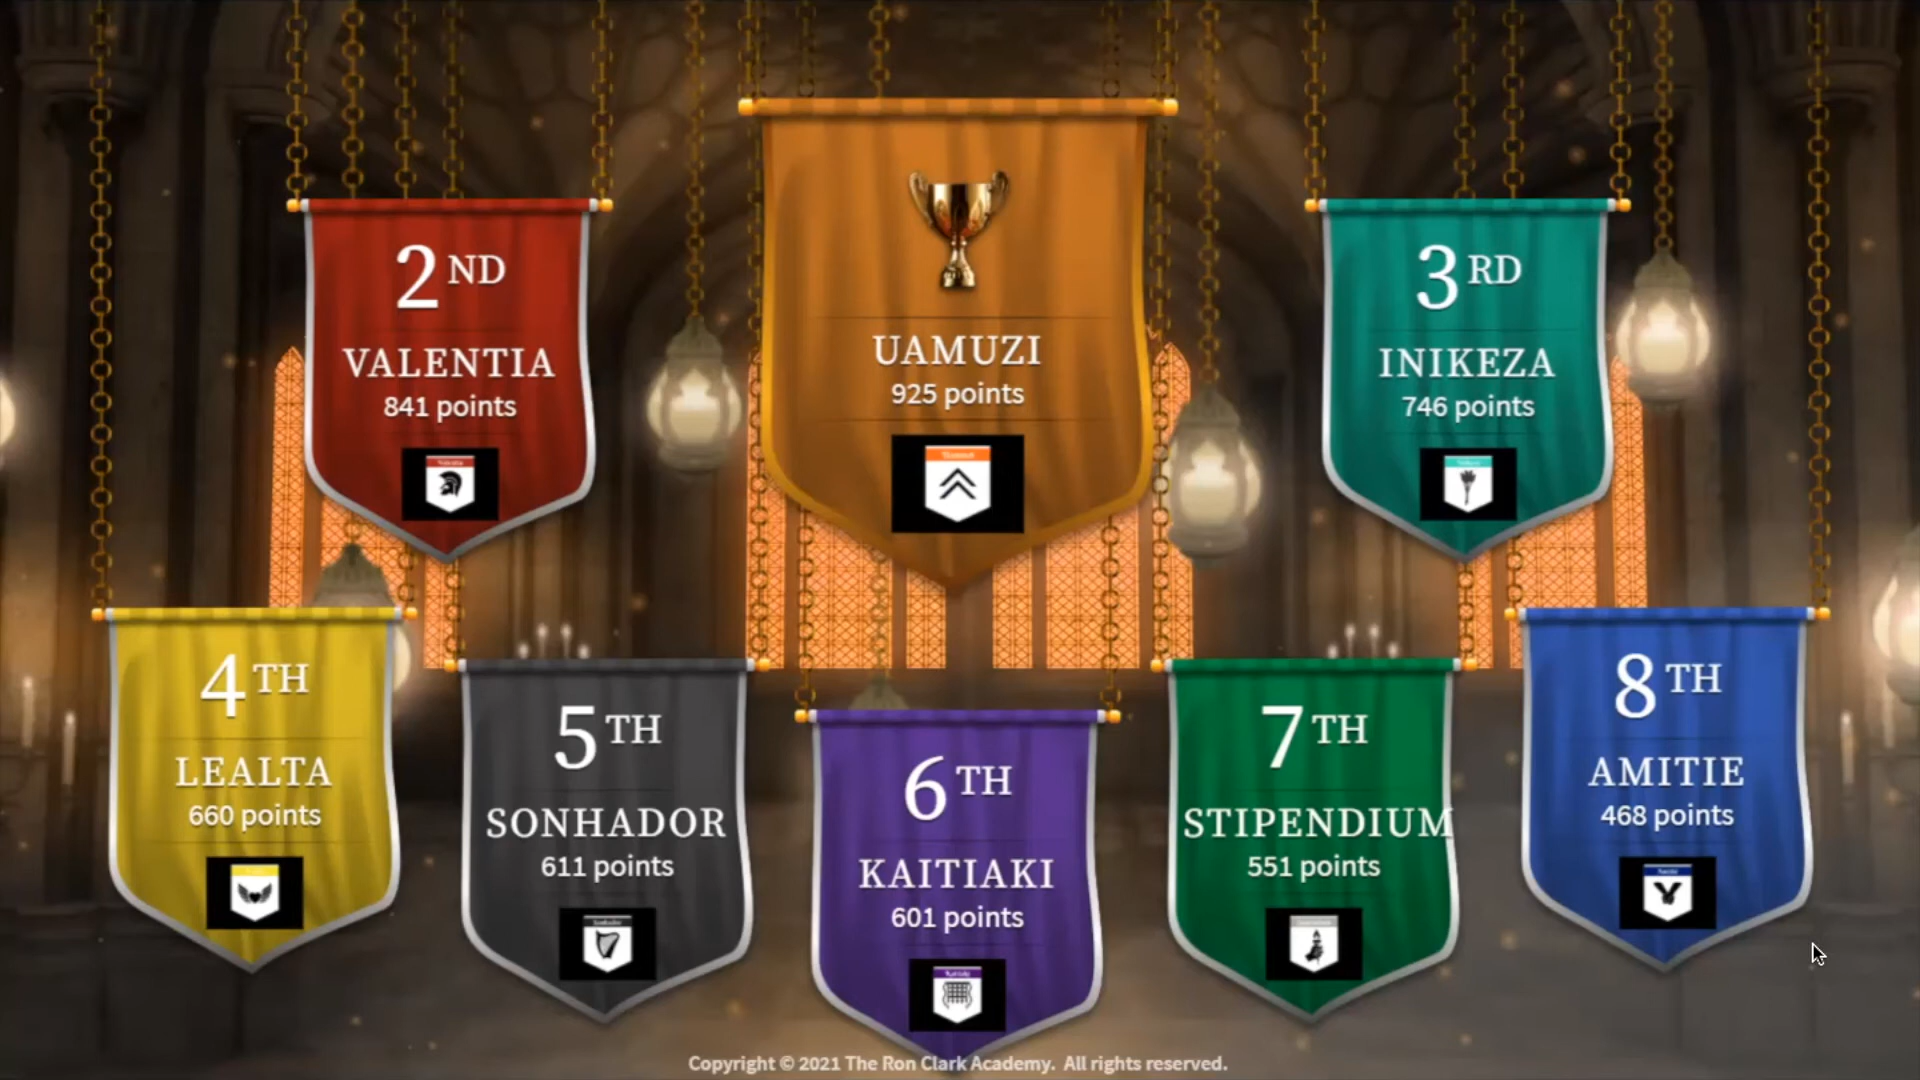 UAMUZI
925 points
2ND
VALENTIA
841 points
3RD
INIKEZA
746 points
4TH
LEALTA
660 points
5TH
SONHADOR
611 points
6TH
KAITIAKI
601 points
7TH
STIPENDIUM
551 points
8TH
AMITIE
468 points
Copyright © 2021 The Ron Clark Academy. All rights reserved.